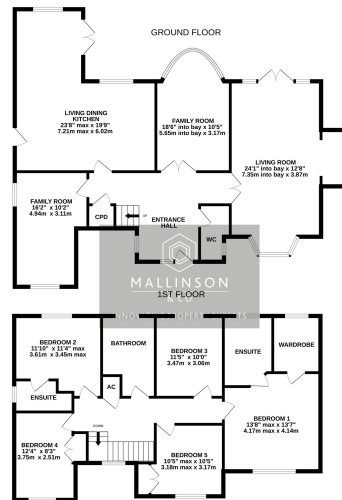 GROUND FLOOR
LIVING DINING
KITCHEN
23'8" max x 19'9"
7.21m max x 6.02m
FAMILY ROOM
18'6" into bay x 10'5"
5.65m into bay x 3.17m
LIVING ROOM
24'1" into bay x 12'8"
7.35m into bay x 3.87m
FAMILY ROOM
16'2" x 10'2"
4.94m x 3.11m
CPD
UP
ENTRANCE
HALL
WC
MALLINSON
& CO
1ST FLOOR
BEDROOM 2
11'10" x 11'4" max
3.61m x 3.45m max
BATHROOM
BEDROOM 3
11'5" x 10'0"
3.47m x 3.06m
ENSUITE
WARDROBE
ENSUITE
AC
BEDROOM 1
13'8" max x 13'7"
4.17m max x 4.14m
DOWN
BEDROOM 4
12'4" x 8'3"
3.75m x 2.51m
BEDROOM 5
10'5" max x 10'5"
3.18m max x 3.17m